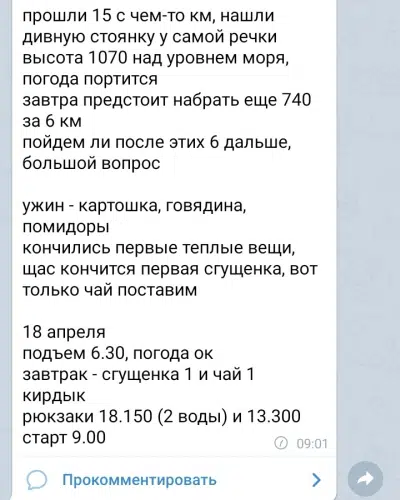 прошли 15 с чем-то км, нашли
дивную стоянку у самой речки
высота 1070 над уровнем моря,
погода портится
завтра предстоит набрать еще 740
за 6 км
пойдем ли после этих 6 дальше,
большой вопрос
ужин - картошка, говядина,
помидоры
кончились первые теплые вещи,
щас кончится первая сгущенка, вот
только чай поставим
18 апреля
подъем 6.30, погода ок
завтрак - сгущенка 1 и чай 1
кирдык
рюкзаки 18.150 (2 воды) и 13.300
старт 9.00
09:01
Прокомментировать